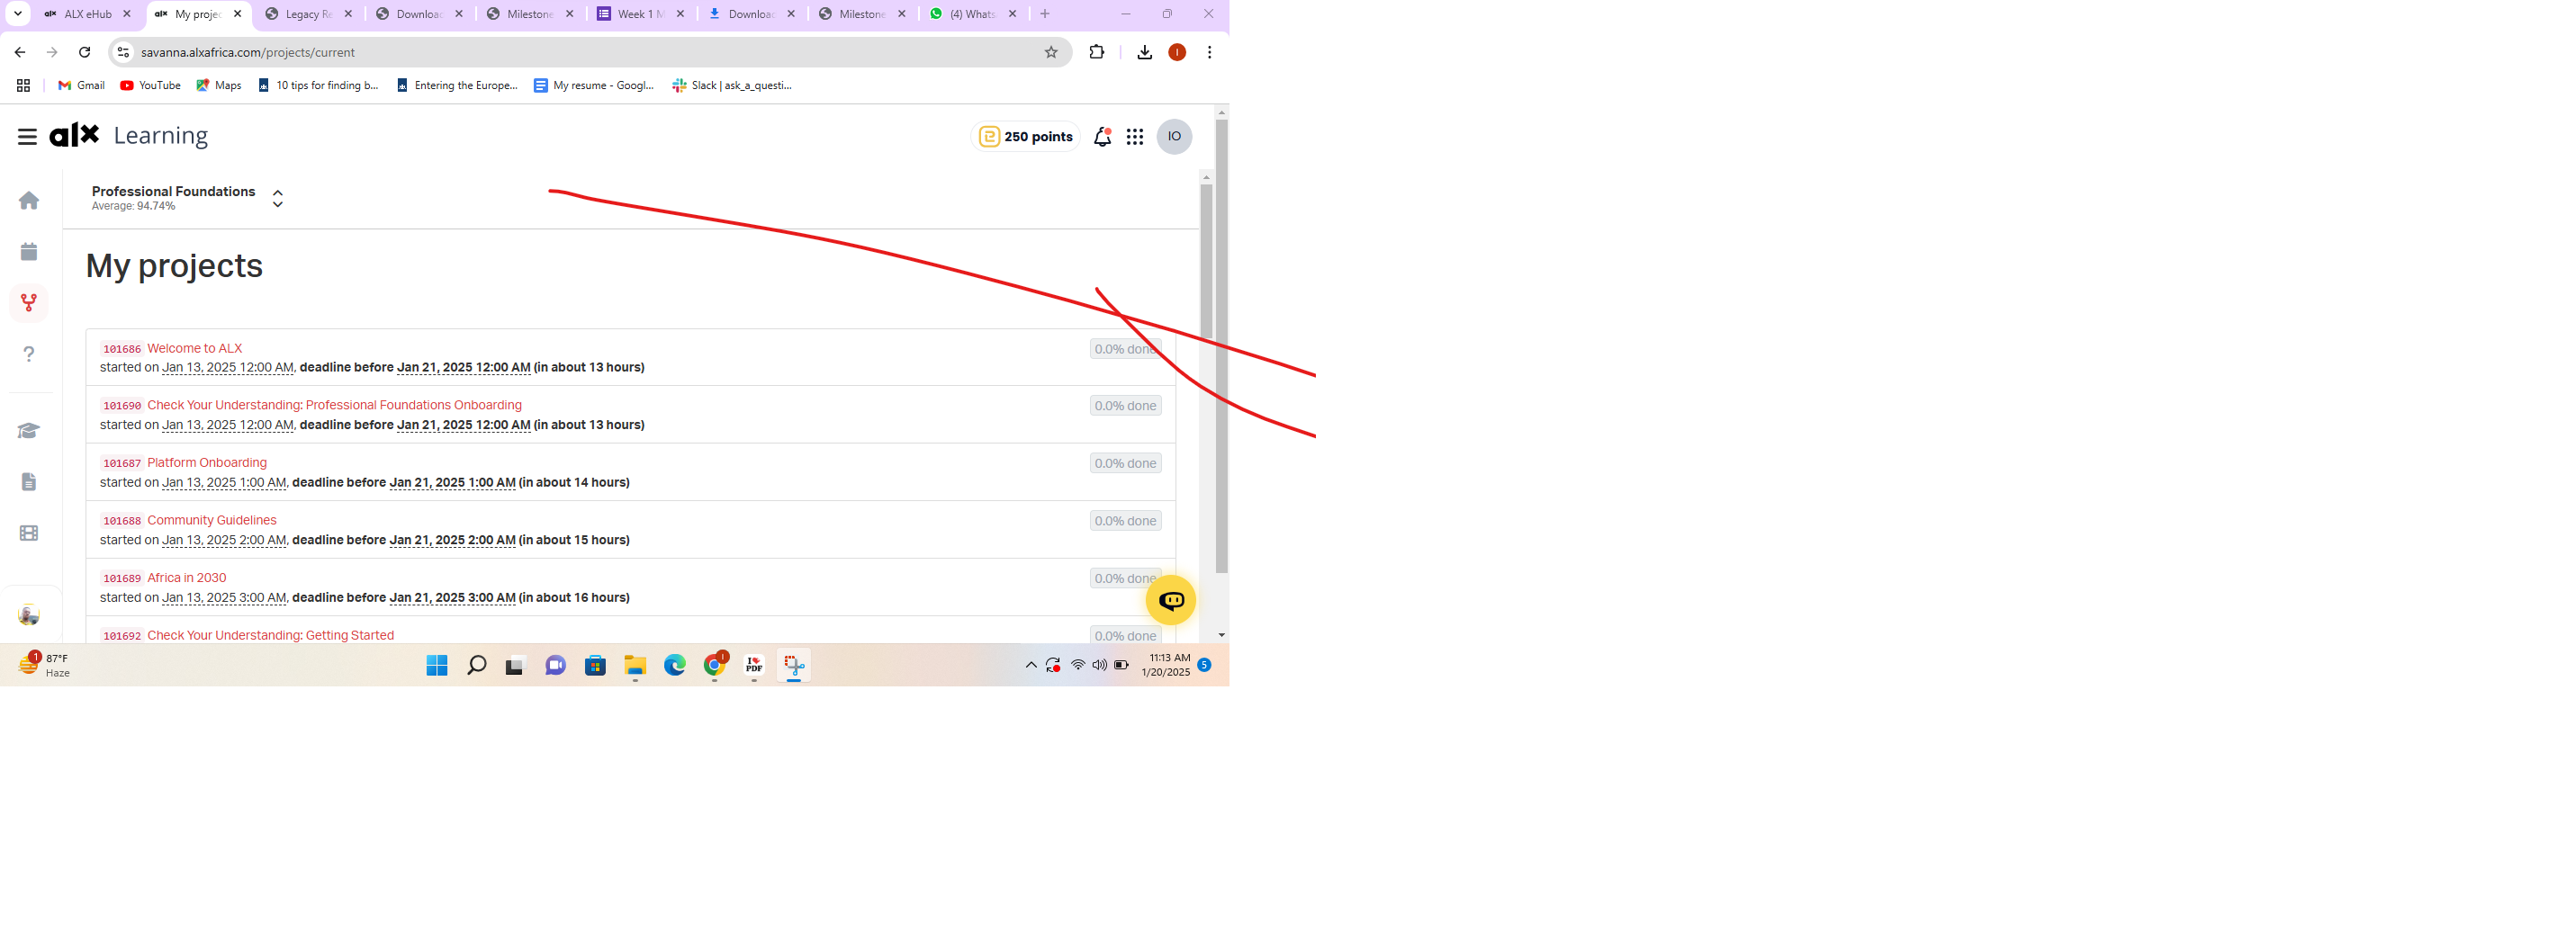 alx ALX eHub
alx My projec
Legacy Re
Download
Milestone
Week 1 M
Download
Milestone
(4) Whats
savanna.alxafrica.com/projects/current
I
Gmail
YouTube
Maps
10 tips for finding b...
Entering the Europe...
My resume - Googl...
Slack | ask_a_questi...
alx Learning
250 points
IO
Professional Foundations
Average: 94.74%
My projects
101686 Welcome to ALX
0.0% done
started on Jan 13, 2025 12:00 AM, deadline before Jan 21, 2025 12:00 AM (in about 13 hours)
101690 Check Your Understanding: Professional Foundations Onboarding
0.0% done
started on Jan 13, 2025 12:00 AM, deadline before Jan 21, 2025 12:00 AM (in about 13 hours)
101687 Platform Onboarding
0.0% done
started on Jan 13, 2025 1:00 AM, deadline before Jan 21, 2025 1:00 AM (in about 14 hours)
101688 Community Guidelines
0.0% done
started on Jan 13, 2025 2:00 AM, deadline before Jan 21, 2025 2:00 AM (in about 15 hours)
101689 Africa in 2030
0.0% done
started on Jan 13, 2025 3:00 AM, deadline before Jan 21, 2025 3:00 AM (in about 16 hours)
101692 Check Your Understanding: Getting Started
0.0% done
1
87°F
Haze
I
I PDF
11:13 AM
1/20/2025
5